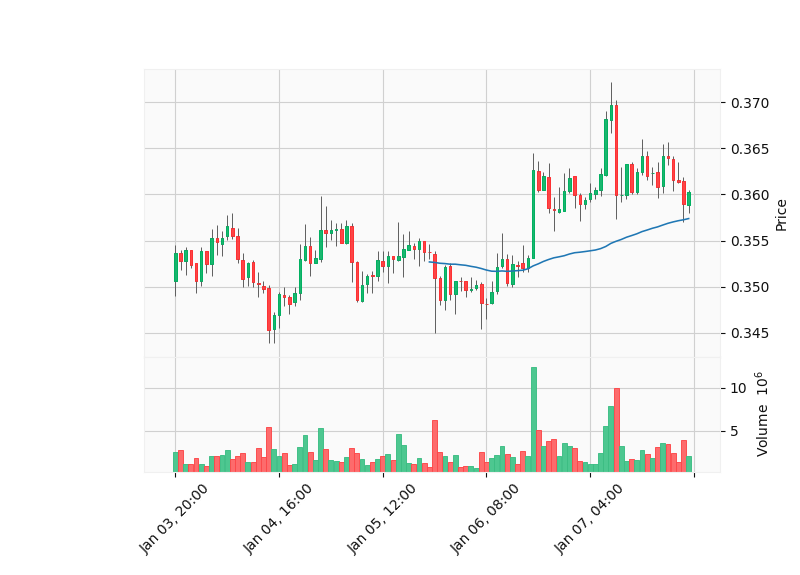 0.370
0.365
0.360
0.355
0.350
0.345
Price
10
5
Volume 10^6
Jan 03, 20:00
Jan 04, 16:00
Jan 05, 12:00
Jan 06, 08:00
Jan 07, 04:00